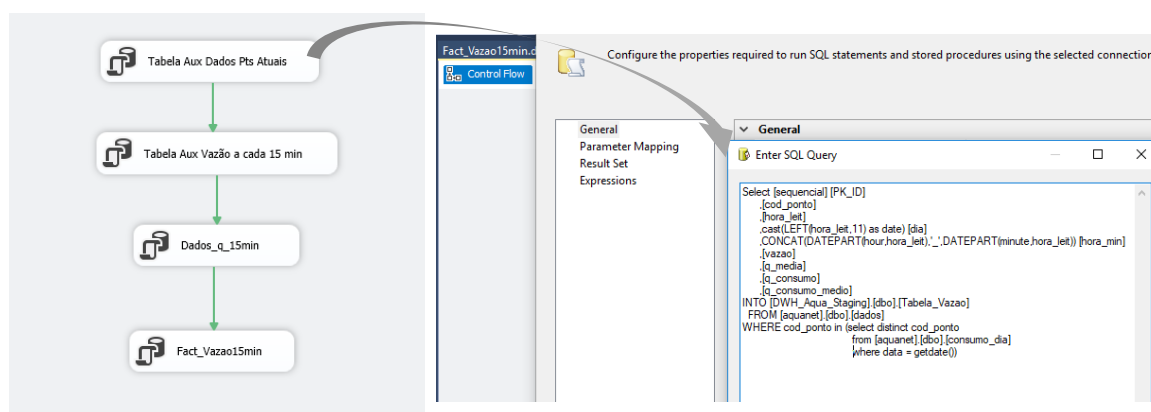 Tabela Aux Dados Pts Atuais
Tabela Aux Vazão a cada 15 min
Dados_q_15min
Fact_Vazao15min
Fact_Vazao15min.d
Control Flow
Configure the properties required to run SQL statements and stored procedures using the selected connection
General
Parameter Mapping
Result Set
Expressions
General
Enter SQL Query
Select [sequencial] [PK_ID]
,[cod_ponto]
,[hora_leit]
,cast(LEFT(hora_leit,11) as date) [dia]
,CONCAT(DATEPART(hour,hora_leit),'_',DATEPART(minute,hora_leit)) [hora_min]
,[vazao]
,[q_media]
,[q_consumo]
,[q_consumo_medio]
INTO [DWH_Aqua_Staging].[dbo].[Tabela_Vazao]
FROM [aquanet].[dbo].[dados]
WHERE cod_ponto in (select distinct cod_ponto
from [aquanet].[dbo].[consumo_dia]
where data = getdate())